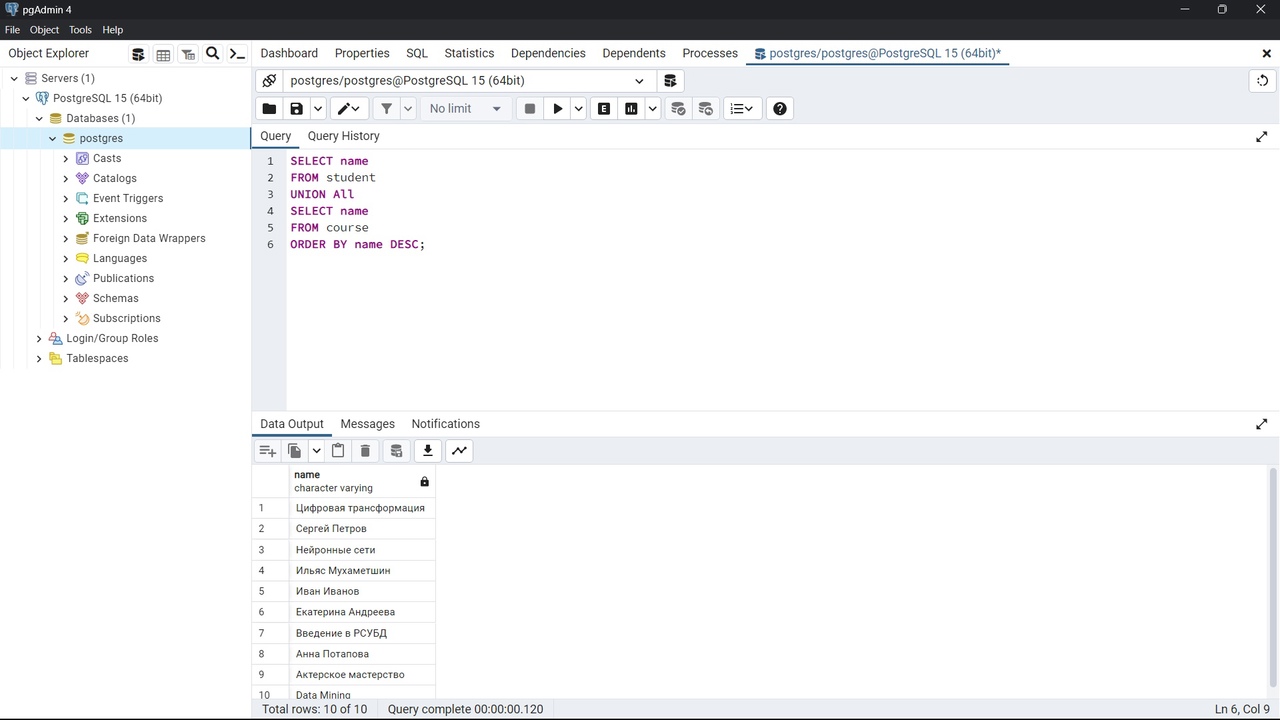 pgAdmin 4
File Object Tools Help
Object Explorer
Dashboard Properties SQL Statistics Dependencies Dependents Processes postgres/postgres@PostgreSQL 15 (64bit)*
Servers (1)
PostgreSQL 15 (64bit)
Databases (1)
postgres
Casts
Catalogs
Event Triggers
Extensions
Foreign Data Wrappers
Languages
Publications
Schemas
Subscriptions
Login/Group Roles
Tablespaces
postgres/postgres@PostgreSQL 15 (64bit)
No limit
E
Query Query History
1 SELECT name
2 FROM student
3 UNION All
4 SELECT name
5 FROM course
6 ORDER BY name DESC;
Data Output Messages Notifications
name
character varying
1 Цифровая трансформация
2 Сергей Петров
3 Нейронные сети
4 Ильяс Мухаметшин
5 Иван Иванов
6 Екатерина Андреева
7 Введение в РСУБД
8 Анна Потапова
9 Актерское мастерство
10 Data Mining
Total rows: 10 of 10 Query complete 00:00:00.120 Ln 6, Col 9